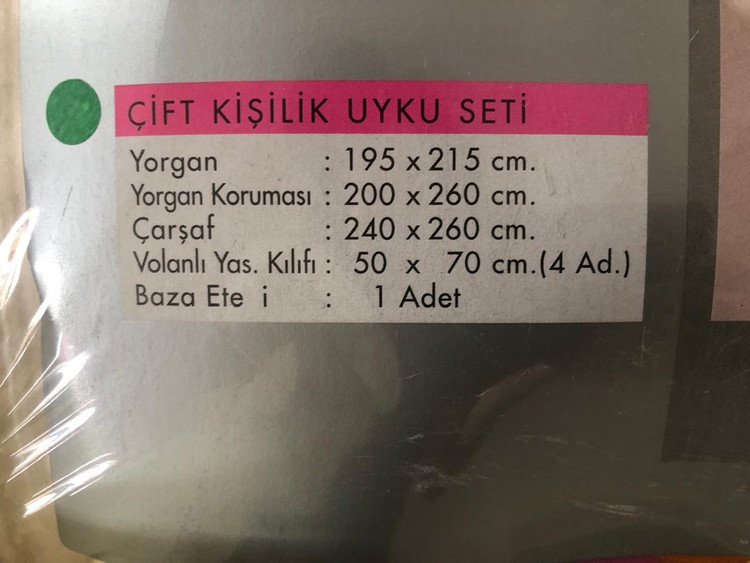 ÇİFT KİŞİLİK UYKU SETİ
Yorgan : 195 x 215 cm.
Yorgan Koruması : 200 x 260 cm.
Çarşaf : 240 x 260 cm.
Volanlı Yas. Kılıfı : 50 x 70 cm.(4 Ad.)
Baza Ete i : 1 Adet